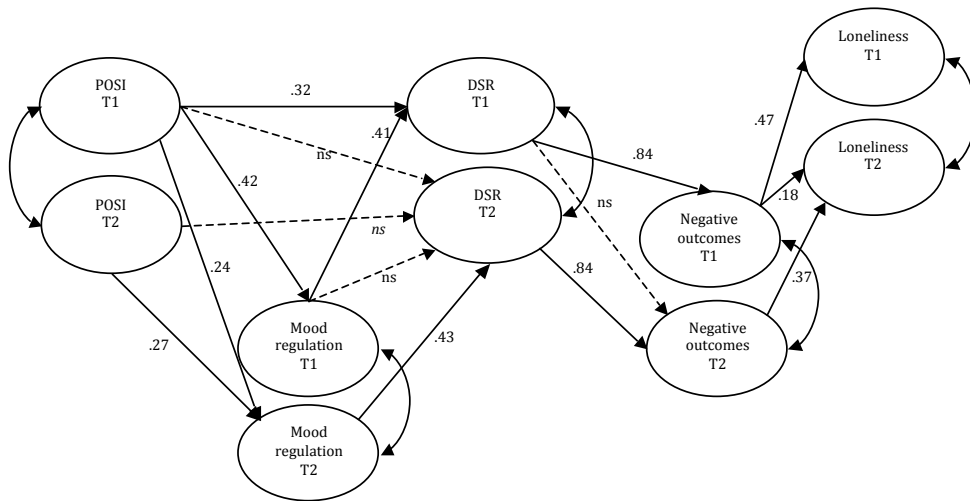 Loneliness
T1
POSI
T1
DSR
T1
.32
.47
.41
Loneliness
T2
ns
.84
.42
POSI
T2
DSR
T2
.18
ns
ns
Negative
outcomes
T1
.24
ns
.84
.37
Mood
regulation
T1
.43
Negative
outcomes
T2
.27
Mood
regulation
T2